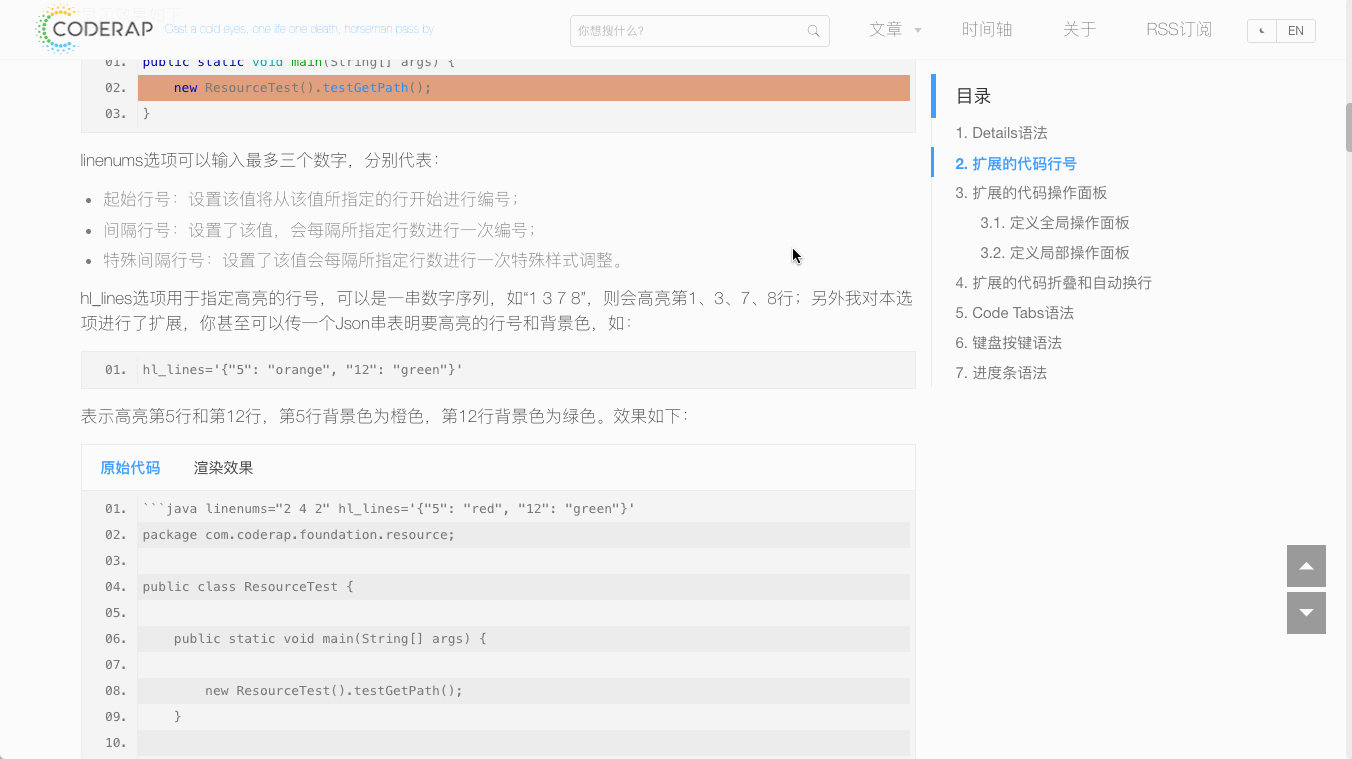 CODERAP
Cast a cold eyes, one life one death, horseman pass by
你想搜什么?
文章
时间轴
关于
RSS订阅
EN
01. public static void main(String[] args) {
02. new ResourceTest().testGetPath();
03. }
linenums选项可以输入最多三个数字，分别代表：
起始行号：设置该值将从该值所指定的行开始进行编号；
间隔行号：设置了该值，会每隔所指定行数进行一次编号；
特殊间隔行号：设置了该值会每隔所指定行数进行一次特殊样式调整。
hl_lines选项用于指定高亮的行号，可以是一串数字序列，如“1 3 7 8”，则会高亮第1、3、7、8行；另外我对本选
项进行了扩展，你甚至可以传一个Json串表明要高亮的行号和背景色，如：
01. hl_lines='{"5": "orange", "12": "green"}'
表示高亮第5行和第12行，第5行背景色为橙色，第12行背景色为绿色。效果如下：
原始代码 渲染效果
01. ```java linenums="2 4 2" hl_lines='{"5": "red", "12": "green"}'
02. package com.coderap.foundation.resource;
03.
04. public class ResourceTest {
05.
06. public static void main(String[] args) {
07.
08. new ResourceTest().testGetPath();
09. }
10.
目录
1. Details语法
2. 扩展的代码行号
3. 扩展的代码操作面板
3.1. 定义全局操作面板
3.2. 定义局部操作面板
4. 扩展的代码折叠和自动换行
5. Code Tabs语法
6. 键盘按键语法
7. 进度条语法